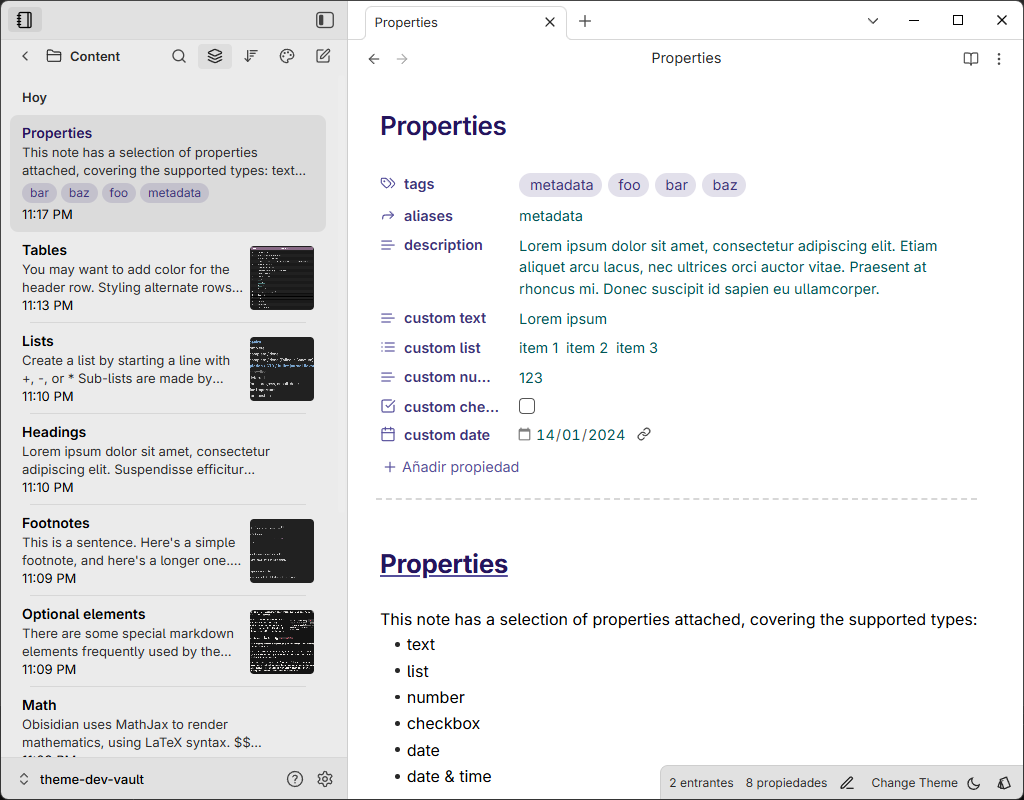 Properties
Content
Properties
Hoy
Properties
This note has a selection of properties
attached, covering the supported types: text...
bar baz foo metadata
11:17 PM
Tables
You may want to add color for the
header row. Styling alternate rows...
11:13 PM
Lists
Create a list by starting a line with
+, -, or * Sub-lists are made by...
11:10 PM
Headings
Lorem ipsum dolor sit amet, consectetur
adipiscing elit. Suspendisse efficitur...
11:10 PM
Footnotes
This is a sentence. Here's a simple
footnote, and here's a longer one....
11:09 PM
Optional elements
There are some special markdown
elements frequently used by the...
11:09 PM
Math
Obisidian uses MathJax to render
mathematics, using LaTeX syntax. $$...
theme-dev-vault
Properties
tags metadata foo bar baz
aliases metadata
description Lorem ipsum dolor sit amet, consectetur adipiscing elit. Etiam
aliquet arcu lacus, nec ultrices orci auctor vitae. Praesent at
rhoncus mi. Donec suscipit id sapien eu ullamcorper.
custom text Lorem ipsum
custom list item 1 item 2 item 3
custom nu... 123
custom che...
custom date 14/01/2024
+ Añadir propiedad
Properties
This note has a selection of properties attached, covering the supported types:
• text
• list
• number
• checkbox
• date
• date & time
2 entrantes 8 propiedades Change Theme